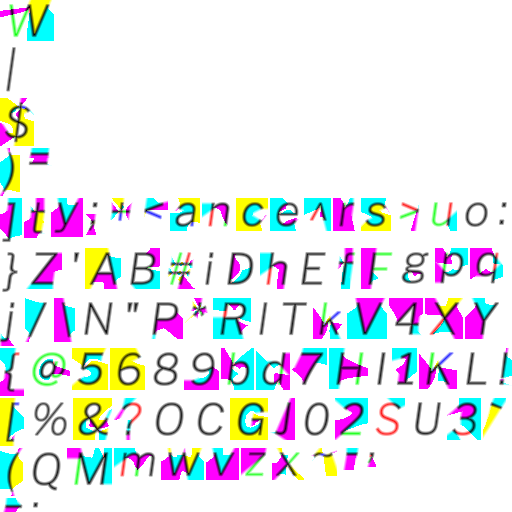 W
|
$
) =
] t y ; + < a n c e ^ r s > u o :
} Z ' A B # i D h E f F g p q
j / \ N " P * R l T k V 4 X Y
{ @ 5 6 8 9 b d 7 H I 1 K L !
[ % & ? O C G J 0 2 S U 3 `
( Q M m w v z x ~